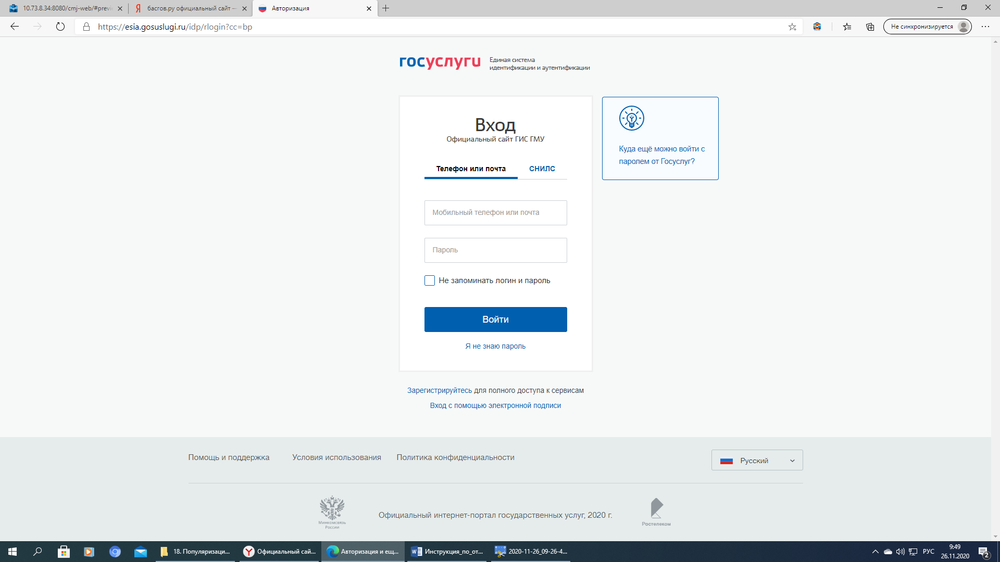 10.73.8.34:8080/cmj-web/#previ
басгов.ру официальный сайт —
Авторизация
https://esia.gosuslugi.ru/idp/rlogin?cc=bp
Не синхронизируется
госуслуги
Единая система
идентификации и аутентификации
Вход
Официальный сайт ГИС ГМУ
Телефон или почта
СНИЛС
Мобильный телефон или почта
Пароль
Не запоминать логин и пароль
Войти
Я не знаю пароль
Куда ещё можно войти с
паролем от Госуслуг?
Зарегистрируйтесь для полного доступа к сервисам
Вход с помощью электронной подписи
Помощь и поддержка
Условия использования
Политика конфиденциальности
Русский
Минкомсвязь
России
Официальный интернет-портал государственных услуг, 2020 г.
Ростелеком
18. Популяризаци...
Официальный сай...
Авторизация и ещ...
Инструкция_по_от...
2020-11-26_09-26-4...
РУС
9:49
26.11.2020
2